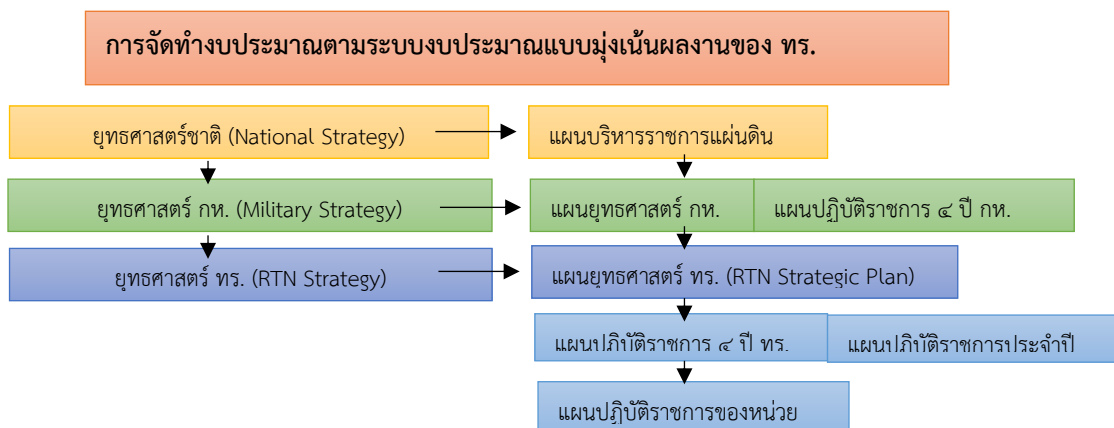 การจัดทำงบประมาณตามระบบงบประมาณแบบมุ่งเน้นผลงานของ ทร.
ยุทธศาสตร์ชาติ (National Strategy)
แผนบริหารราชการแผ่นดิน
ยุทธศาสตร์ กห. (Military Strategy)
แผนยุทธศาสตร์ กห.
แผนปฏิบัติราชการ ๔ ปี กห.
ยุทธศาสตร์ ทร. (RTN Strategy)
แผนยุทธศาสตร์ ทร. (RTN Strategic Plan)
แผนปภิบัติราชการ ๔ ปี ทร.
แผนปภิบัติราชการประจำปี
แผนปฏิบัติราชการของหน่วย